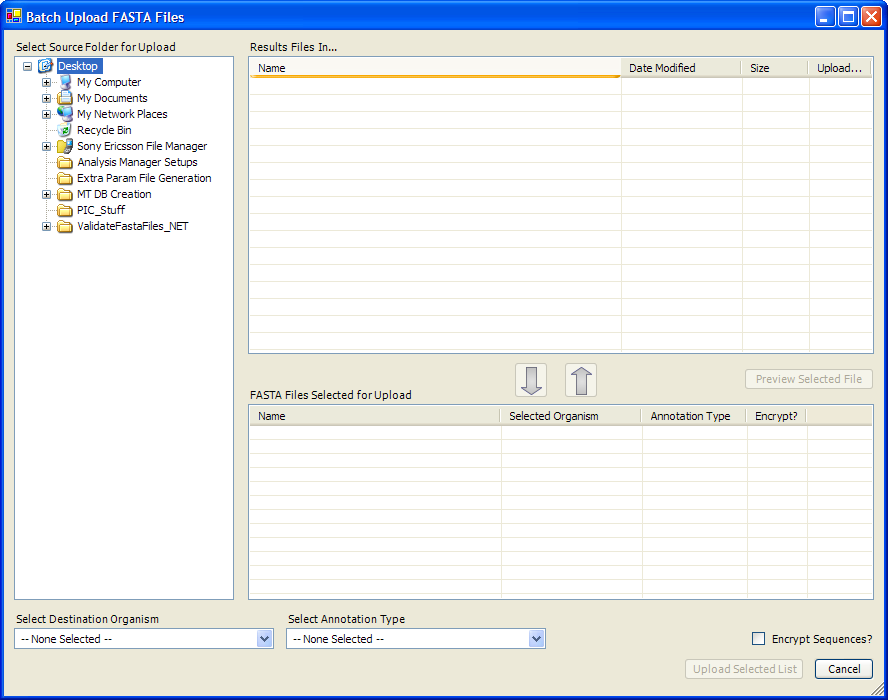 Batch Upload FASTA Files
Select Source Folder for Upload
Desktop
My Computer
My Documents
My Network Places
Recycle Bin
Sony Ericsson File Manager
Analysis Manager Setups
Extra Param File Generation
MT DB Creation
PIC_Stuff
ValidateFastaFiles_NET
Results Files In...
Name Date Modified Size Upload...
Preview Selected File
FASTA Files Selected for Upload
Name Selected Organism Annotation Type Encrypt?
Select Destination Organism
-- None Selected --
Select Annotation Type
-- None Selected --
Encrypt Sequences?
Upload Selected List
Cancel